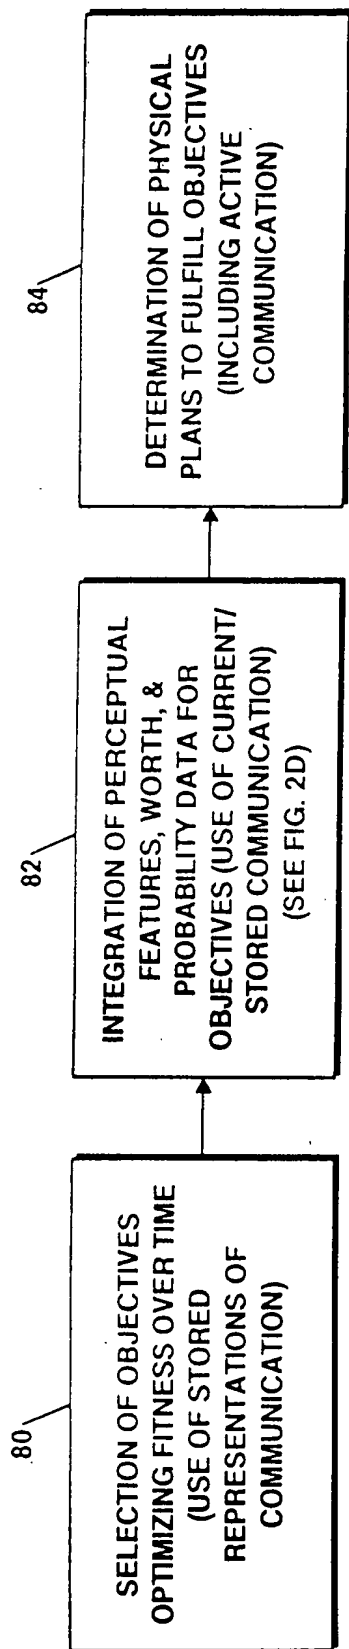 80
SELECTION OF OBJECTIVES
OPTIMIZING FITNESS OVER TIME
(USE OF STORED
REPRESENTATIONS OF
COMMUNICATION)
82
INTEGRATION OF PERCEPTUAL
FEATURES, WORTH, &
PROBABILITY DATA FOR
OBJECTIVES (USE OF CURRENT/
STORED COMMUNICATION)
(SEE FIG. 2D)
84
DETERMINATION OF PHYSICAL
PLANS TO FULFILL OBJECTIVES
(INCLUDING ACTIVE
COMMUNICATION)